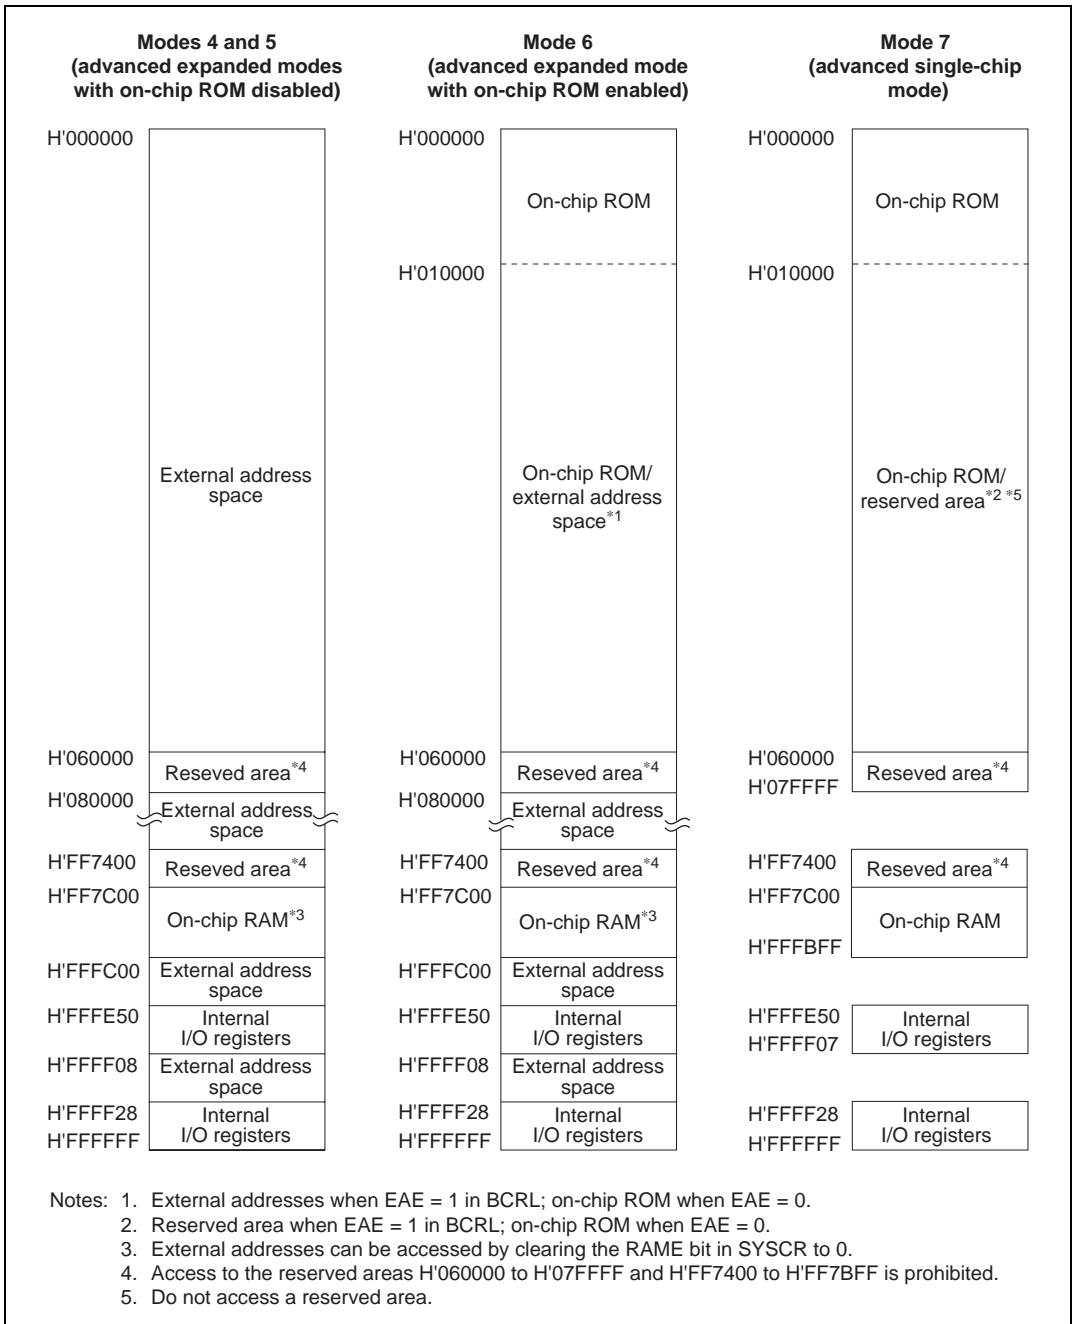 Modes 4 and 5
(advanced expanded modes
with on-chip ROM disabled)
H'000000
External address
space
H'060000
Reseved area*4
H'080000
External address
space
H'FF7400
Reseved area*4
H'FF7C00
On-chip RAM*3
H'FFFC00
External address
space
H'FFFE50
Internal
I/O registers
H'FFFF08
External address
space
H'FFFF28
Internal
I/O registers
H'FFFFFF
Mode 6
(advanced expanded mode
with on-chip ROM enabled)
H'000000
On-chip ROM
H'010000
On-chip ROM/
external address
space*1
H'060000
Reseved area*4
H'080000
External address
space
H'FF7400
Reseved area*4
H'FF7C00
On-chip RAM*3
H'FFFC00
External address
space
H'FFFE50
Internal
I/O registers
H'FFFF08
External address
space
H'FFFF28
Internal
I/O registers
H'FFFFFF
Mode 7
(advanced single-chip
mode)
H'000000
On-chip ROM
H'010000
On-chip ROM/
reserved area*2 *5
H'060000
Reseved area*4
H'07FFFF
H'FF7400
Reseved area*4
H'FF7C00
On-chip RAM
H'FFFBFF
H'FFFE50
Internal
I/O registers
H'FFFF07
H'FFFF28
Internal
I/O registers
H'FFFFFF
Notes: 1. External addresses when EAE = 1 in BCRL; on-chip ROM when EAE = 0.
2. Reserved area when EAE = 1 in BCRL; on-chip ROM when EAE = 0.
3. External addresses can be accessed by clearing the RAME bit in SYSCR to 0.
4. Access to the reserved areas H'060000 to H'07FFFF and H'FF7400 to H'FF7BFF is prohibited.
5. Do not access a reserved area.